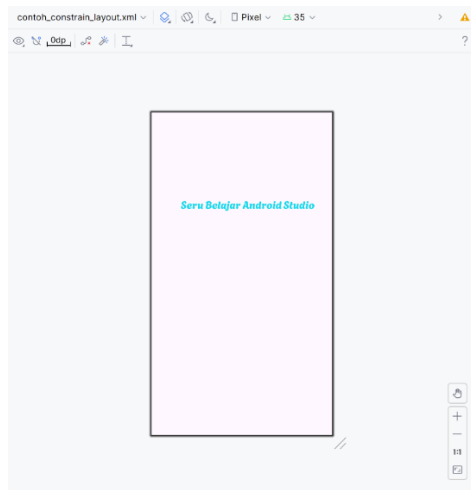 contoh_constrain_layout.xml Pixel 35
0dp
?
Seru Belajar Android Studio
1:1